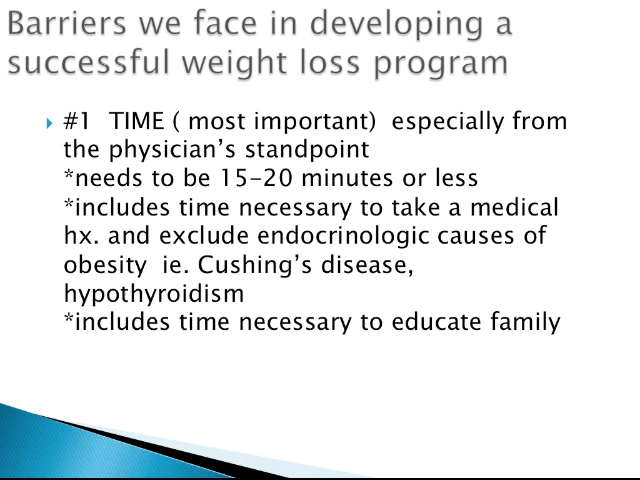 Barriers we face in developing a
successful weight loss program
#1  TIME ( most important)  especially from
the physician’s standpoint
*needs to be 15-20 minutes or less
*includes time necessary to take a medical
hx. and exclude endocrinologic causes of
obesity  ie. Cushing’s disease,
hypothyroidism
*includes time necessary to educate family